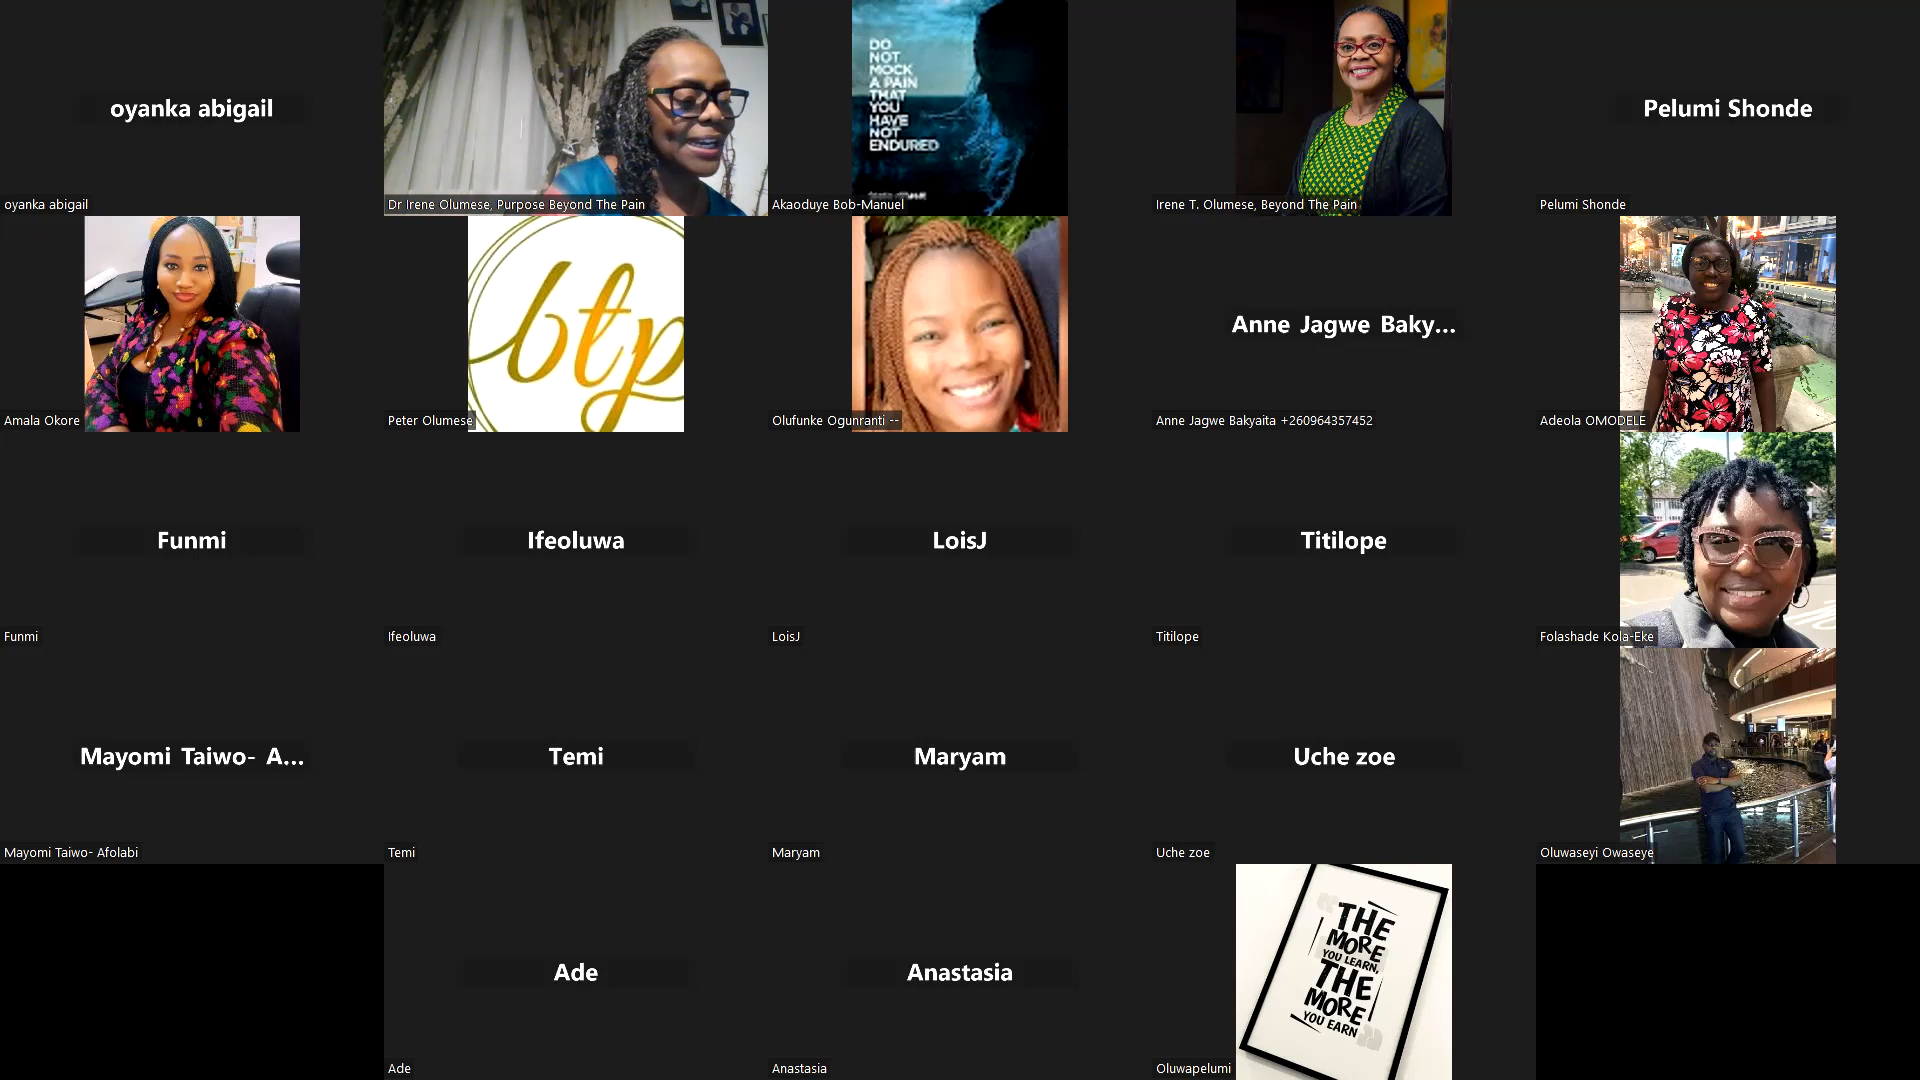 oyanka abigail
oyanka abigail
Dr Irene Olumese, Purpose Beyond The Pain
DO
NOT
MOCK
A PAIN
THAT
YOU
HAVE
NOT
ENDURED
Akaoduye Bob-Manuel
Irene T. Olumese, Beyond The Pain
Pelumi Shonde
Pelumi Shonde
Amala Okore
btp
Peter Olumese
Olufunke Ogunranti --
Anne Jagwe Baky...
Anne Jagwe Bakyaita +260964357452
Adeola OMODELE
Funmi
Funmi
Ifeoluwa
Ifeoluwa
LoisJ
LoisJ
Titilope
Titilope
Folashade Kola-Eke
Mayomi Taiwo- A...
Mayomi Taiwo- Afolabi
Temi
Temi
Maryam
Maryam
Uche zoe
Uche zoe
Oluwaseyi Owaseye
Ade
Ade
Anastasia
Anastasia
THE
MORE
YOU LEARN,
THE
MORE
YOU EARN
Oluwapelumi